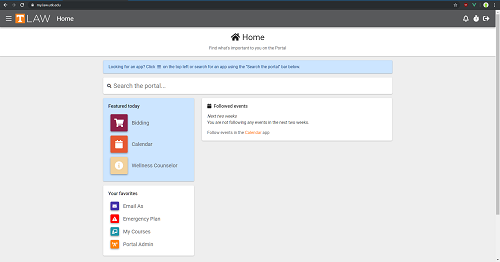 mylaw.utk.edu
T LAW Home
Home
Find what's important to you on the Portal
Looking for an app? Click ☰ on the top left or search for an app using the "Search the portal" bar below.
Search the portal...
Featured today
Bidding
Calendar
Wellness Counselor
Your favorites
Email As
Emergency Plan
My Courses
Portal Admin
Followed events
Next two weeks
You are not following any events in the next two weeks.
Follow events in the Calendar app